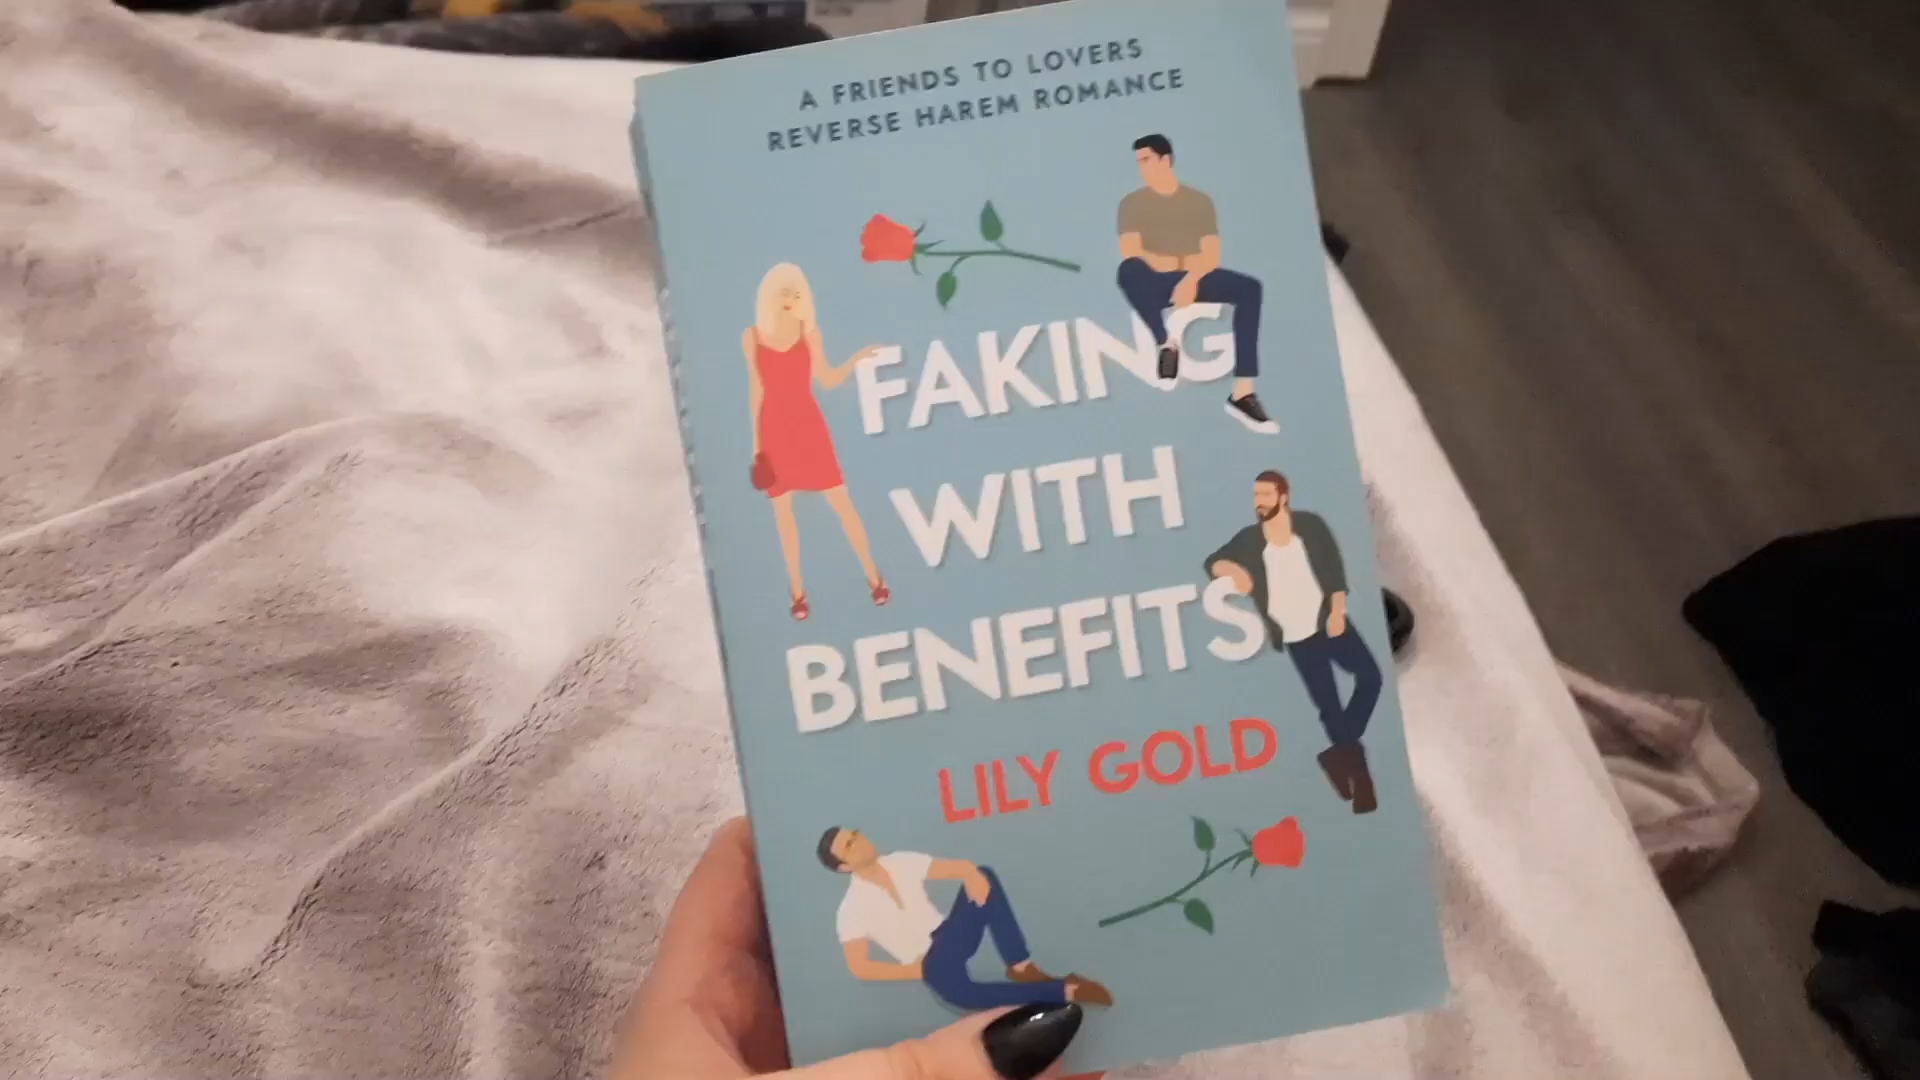 A FRIENDS TO LOVERS
REVERSE HAREM ROMANCE
FAKING
WITH
BENEFITS
LILY GOLD